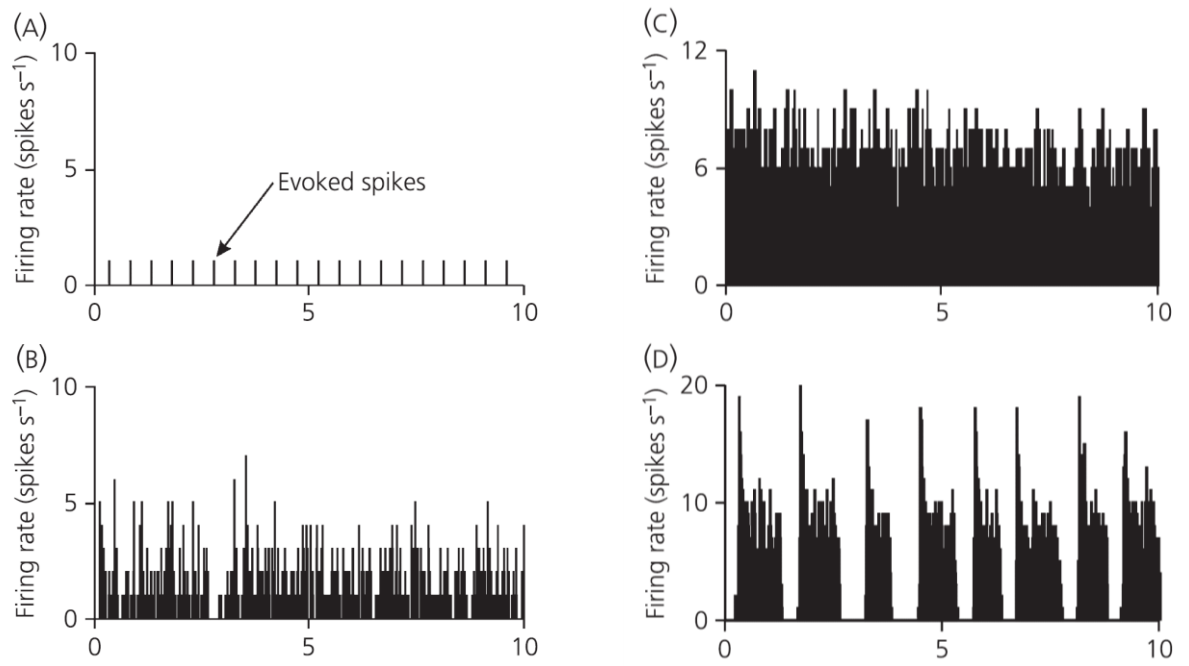 (A)
Firing rate (spikes s⁻¹)
10
5
0
Evoked spikes
0 5 10
(B)
Firing rate (spikes s⁻¹)
10
5
0
0 5 10
(C)
Firing rate (spikes s⁻¹)
12
6
0
0 5 10
(D)
Firing rate (spikes s⁻¹)
20
10
0
0 5 10